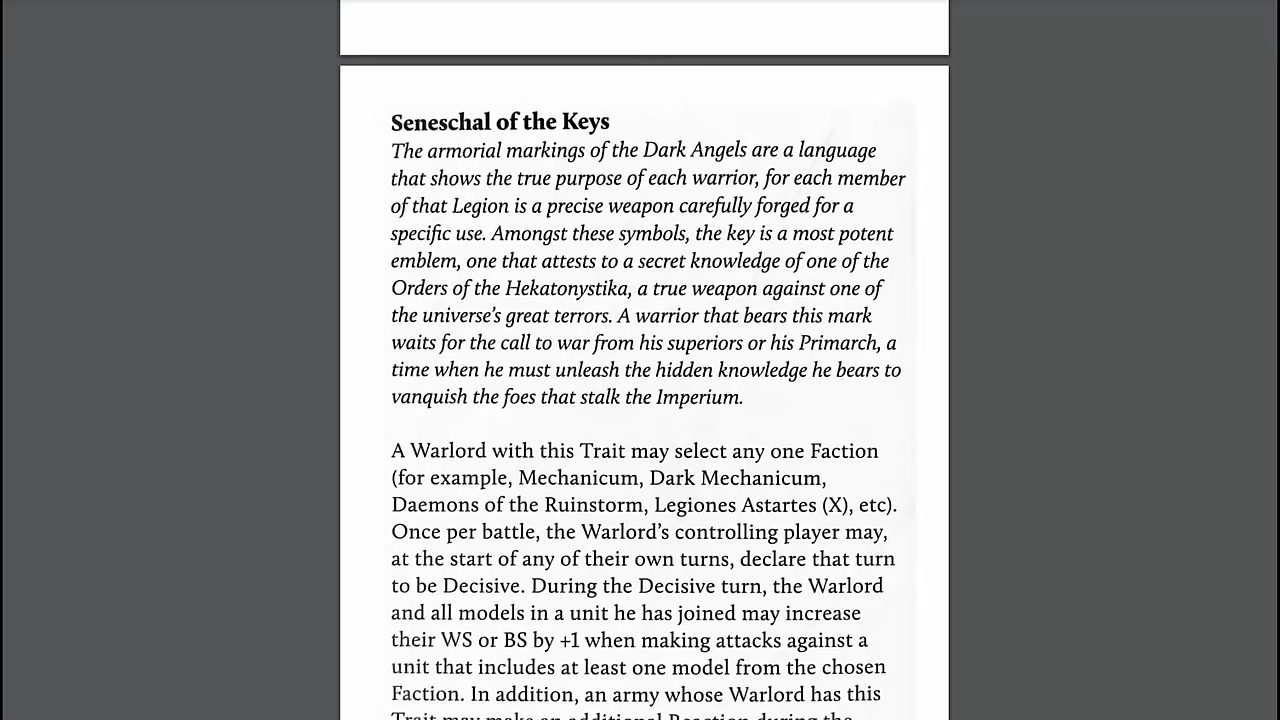 Seneschal of the Keys
The armorial markings of the Dark Angels are a language
that shows the true purpose of each warrior, for each member
of that Legion is a precise weapon carefully forged for a
specific use. Amongst these symbols, the key is a most potent
emblem, one that attests to a secret knowledge of one of the
Orders of the Hekatonystika, a true weapon against one of
the universe's great terrors. A warrior that bears this mark
waits for the call to war from his superiors or his Primarch, a
time when he must unleash the hidden knowledge he bears to
vanquish the foes that stalk the Imperium.
A Warlord with this Trait may select any one Faction
(for example, Mechanicum, Dark Mechanicum,
Daemons of the Ruinstorm, Legiones Astartes (X), etc).
Once per battle, the Warlord's controlling player may,
at the start of any of their own turns, declare that turn
to be Decisive. During the Decisive turn, the Warlord
and all models in a unit he has joined may increase
their WS or BS by +1 when making attacks against a
unit that includes at least one model from the chosen
Faction. In addition, an army whose Warlord has this
Trait may make an additional Reaction during the